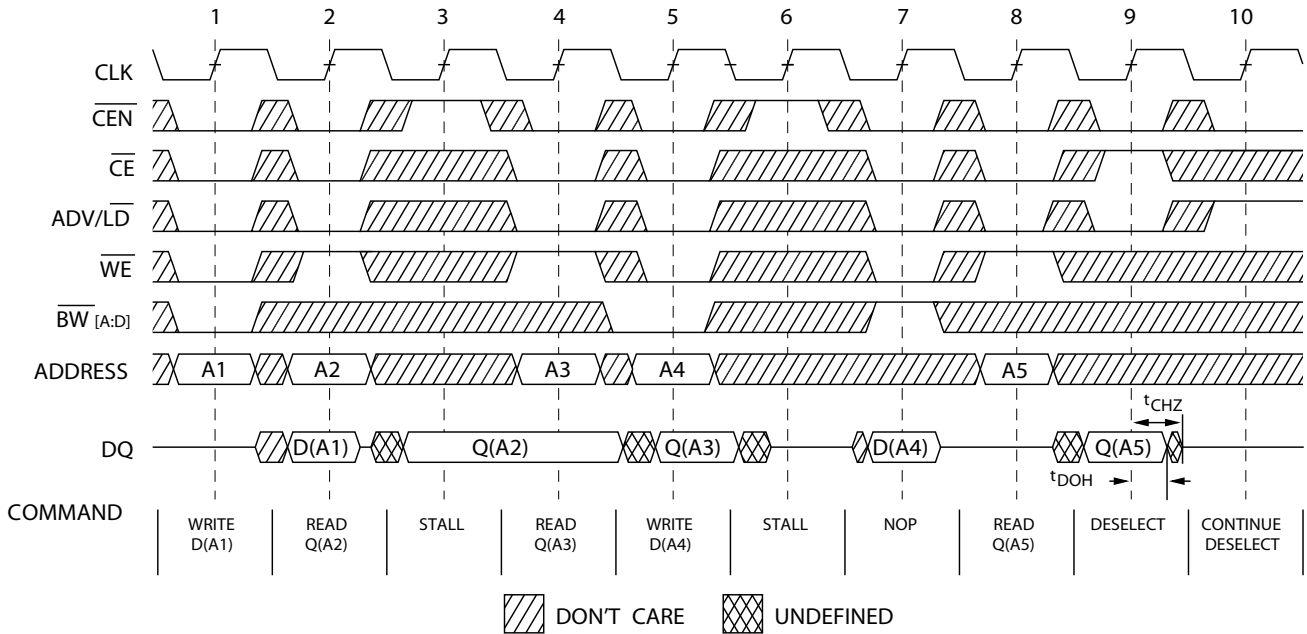 1 2 3 4 5 6 7 8 9 10
CLK
CEN
CE
ADV/LD
WE
BW [A:D]
ADDRESS A1 A2 A3 A4 A5
tCHZ
DQ D(A1) Q(A2) Q(A3) D(A4) Q(A5)
tDOH
COMMAND
WRITE READ STALL READ WRITE STALL NOP READ DESELECT CONTINUE
D(A1) Q(A2) Q(A3) D(A4) Q(A5) DESELECT
DON'T CARE UNDEFINED